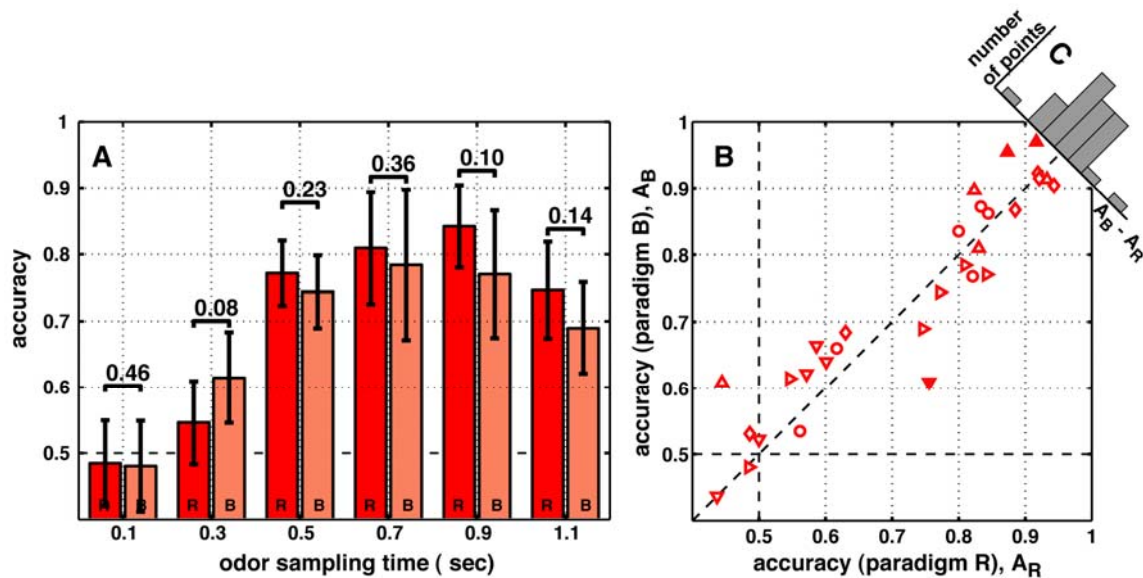 A
accuracy
1
0.9
0.8
0.7
0.6
0.5
0.46
0.08
0.23
0.36
0.10
0.14
R B R B R B R B R B R B
0.1 0.3 0.5 0.7 0.9 1.1
odor sampling time ( sec)
number
of points
C
A_B - A_R
B
accuracy (paradigm B), A_B
1
0.9
0.8
0.7
0.6
0.5
0.5 0.6 0.7 0.8 0.9 1
accuracy (paradigm R), A_R